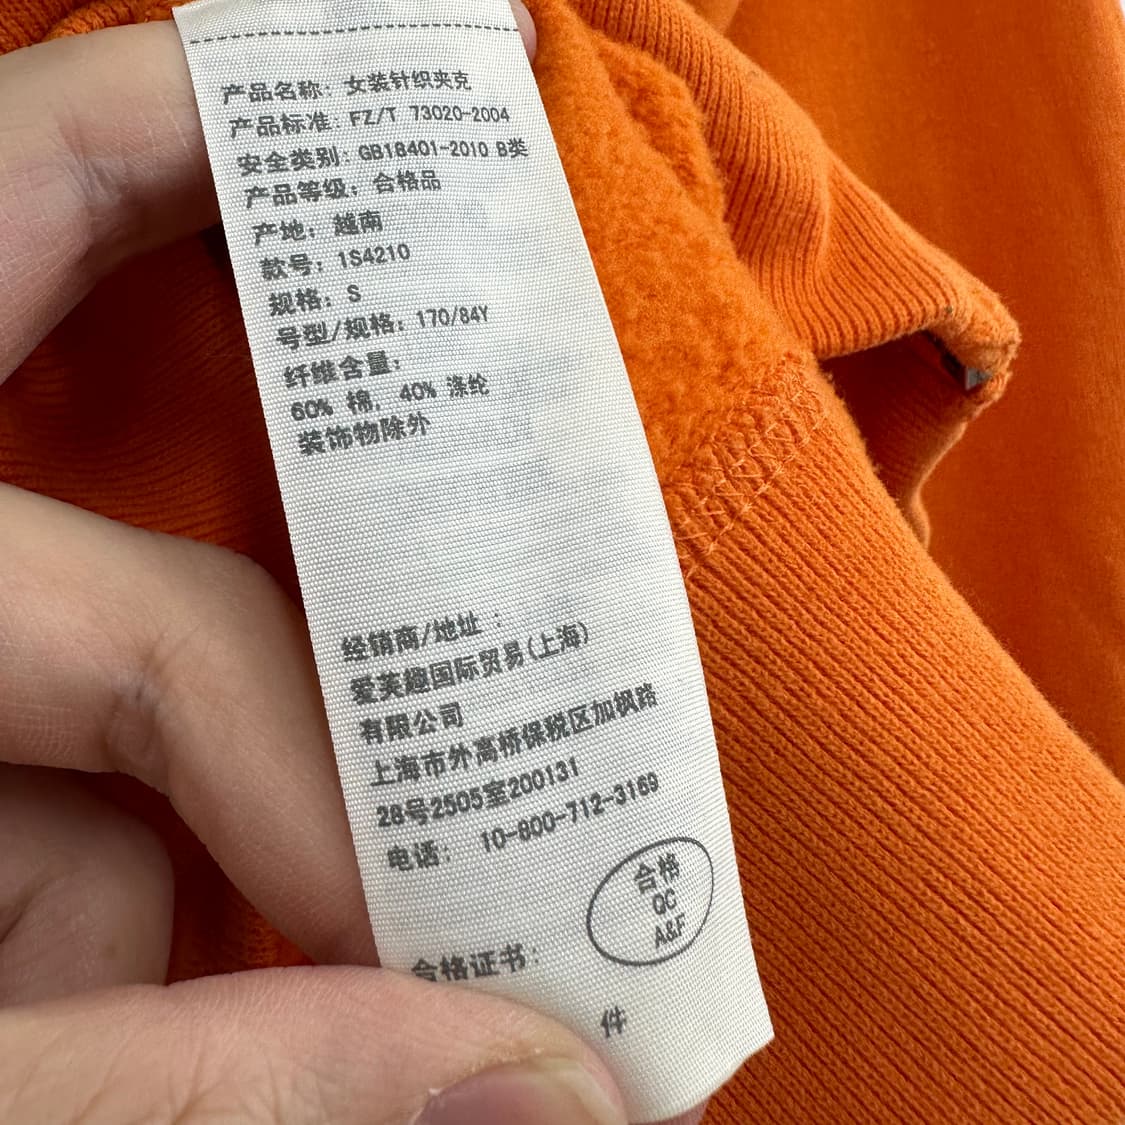 产品名称：女装针织夹克
产品标准：FZ/T 73020-2004
安全类别：GB18401-2010 B类
产品等级：合格品
产地：越南
款号：1S4210
规格：S
号型/规格：170/84Y
纤维含量：
60% 棉，40% 涤纶
装饰物除外
经销商/地址：
爱芙趣国际贸易(上海)
有限公司
上海市外高桥保税区加枫路
28号2505室200131
电话： 10-800-712-3169
合格
QC
A&F
合格证书：
件